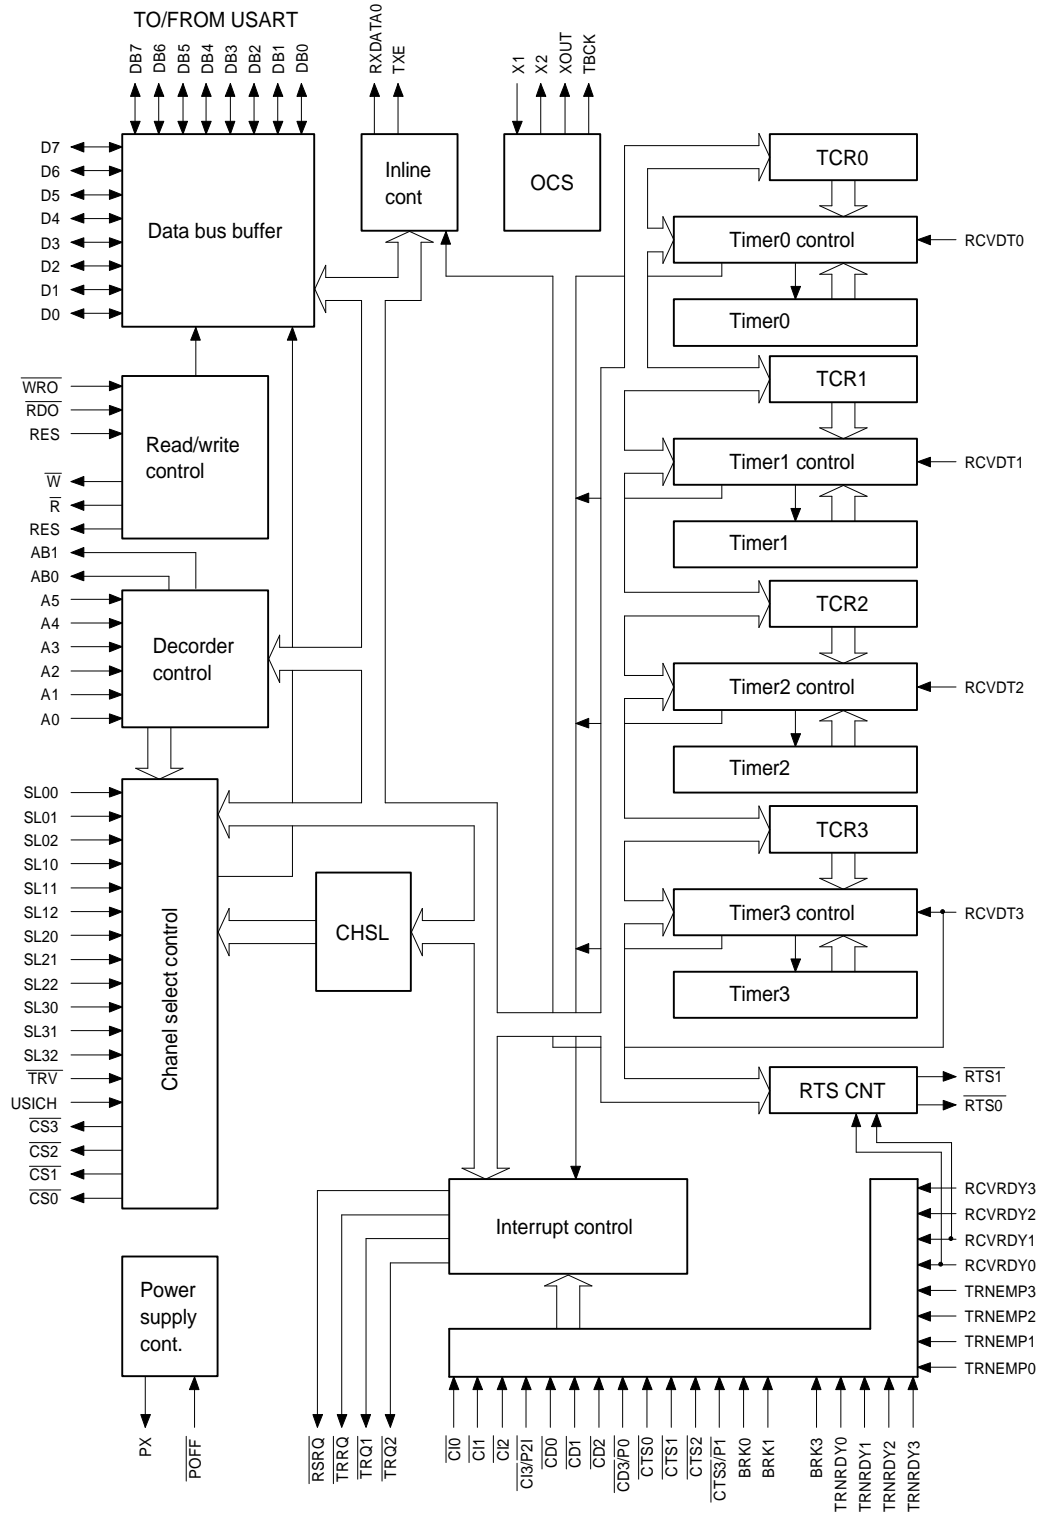 TO/FROM USART
DB7
DB6
DB5
DB4
DB3
DB2
DB1
DB0
RXDATA0
TXE
X1
X2
XOUT
TBCK
D7
D6
D5
D4
D3
D2
D1
D0
Data bus buffer
Inline
cont
OCS
TCR0
Timer0 control
RCVDT0
Timer0
TCR1
Timer1 control
RCVDT1
Timer1
TCR2
Timer2 control
RCVDT2
Timer2
TCR3
Timer3 control
RCVDT3
Timer3
WRO
RDO
RES
W
R
RES
Read/write
control
AB1
AB0
A5
A4
A3
A2
A1
A0
Decorder
control
SL00
SL01
SL02
SL10
SL11
SL12
SL20
SL21
SL22
SL30
SL31
SL32
TRV
USICH
CS3
CS2
CS1
CS0
Chanel select control
CHSL
RTS CNT
RTS1
RTS0
Interrupt control
RCVRDY3
RCVRDY2
RCVRDY1
RCVRDY0
TRNEMP3
TRNEMP2
TRNEMP1
TRNEMP0
Power
supply
cont.
PX
POFF
RSRQ
TRRQ
TRQ1
TRQ2
CI0
CI1
CI2
CI3/P2I
CD0
CD1
CD2
CD3/P0
CTS0
CTS1
CTS2
CTS3/P1
BRK0
BRK1
BRK3
TRNRDY0
TRNRDY1
TRNRDY2
TRNRDY3